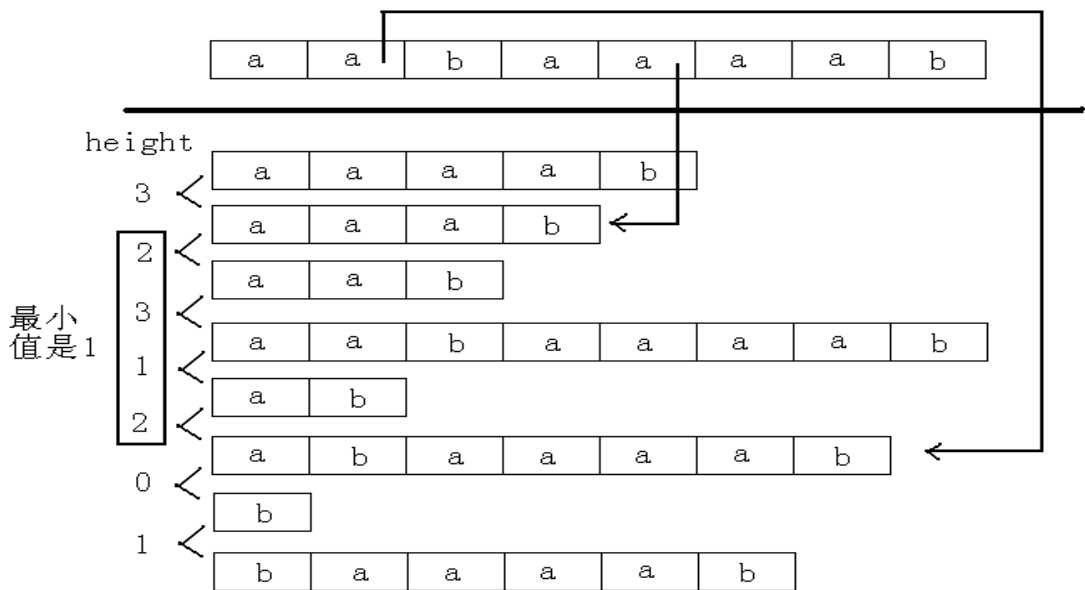 a a b a a a a b
height
a a a a b
3
a a a b
2
a a b
3
最小
值是1
a a b a a a a b
1
a b
2
a b a a a a b
0
b
1
b a a a a b